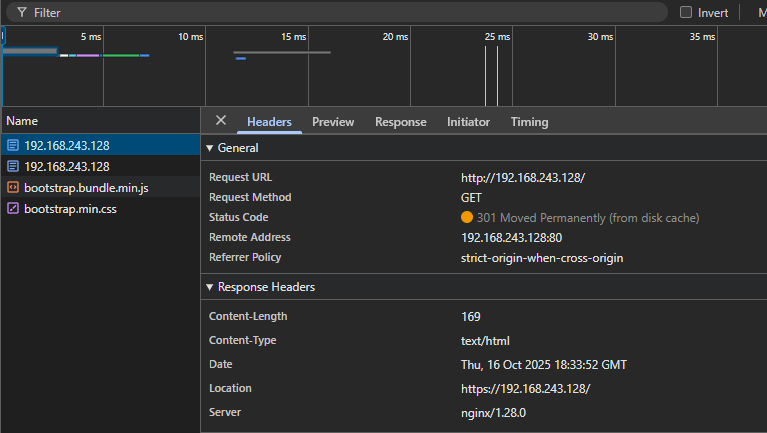 Filter Invert M
5 ms 10 ms 15 ms 20 ms 25 ms 30 ms 35 ms
Name
Headers Preview Response Initiator Timing
192.168.243.128
192.168.243.128
bootstrap.bundle.min.js
bootstrap.min.css
General
Request URL http://192.168.243.128/
Request Method GET
Status Code 301 Moved Permanently (from disk cache)
Remote Address 192.168.243.128:80
Referrer Policy strict-origin-when-cross-origin
Response Headers
Content-Length 169
Content-Type text/html
Date Thu, 16 Oct 2025 18:33:52 GMT
Location https://192.168.243.128/
Server nginx/1.28.0